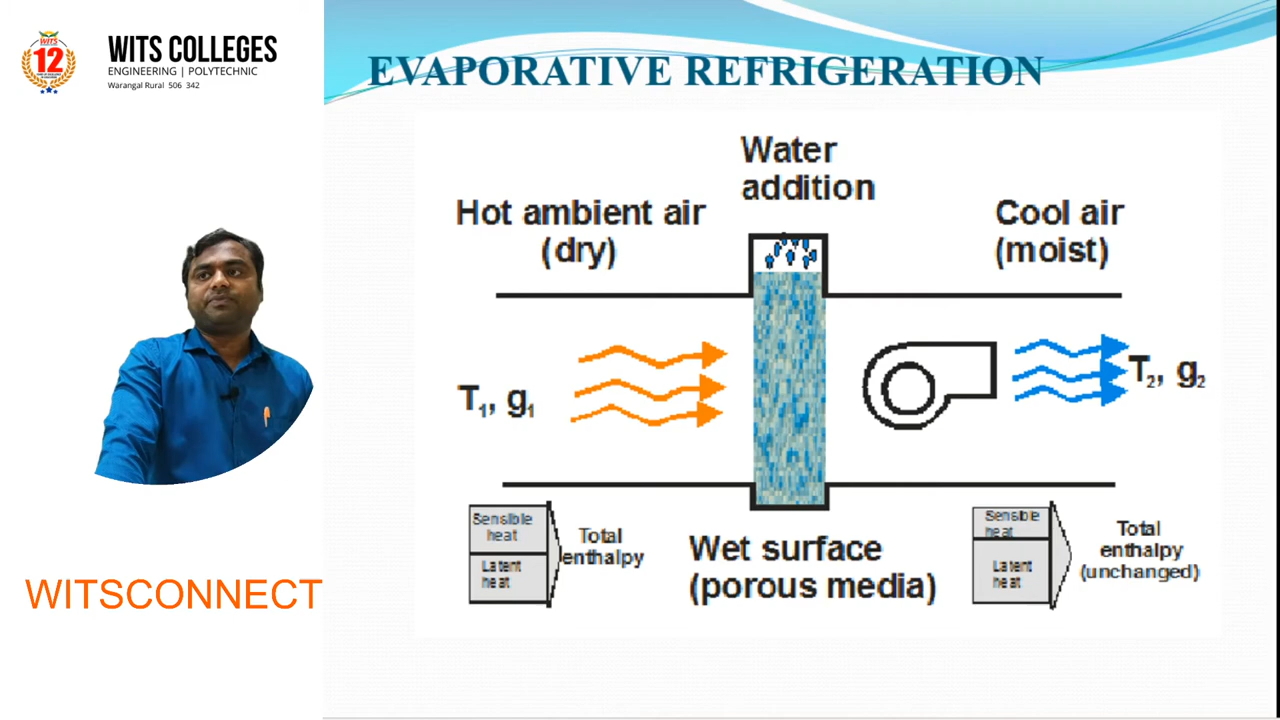 WITS
12
WITS COLLEGES
ENGINEERING | POLYTECHNIC
Warangal Rural 506 342
WITSCONNECT
EVAPORATIVE REFRIGERATION
Water
addition
Hot ambient air
(dry)
Cool air
(moist)
T₁, g₁
T₂, g₂
Sensible
heat
Latent
heat
Total
enthalpy
Wet surface
(porous media)
Sensible
heat
Latent
heat
Total
enthalpy
(unchanged)